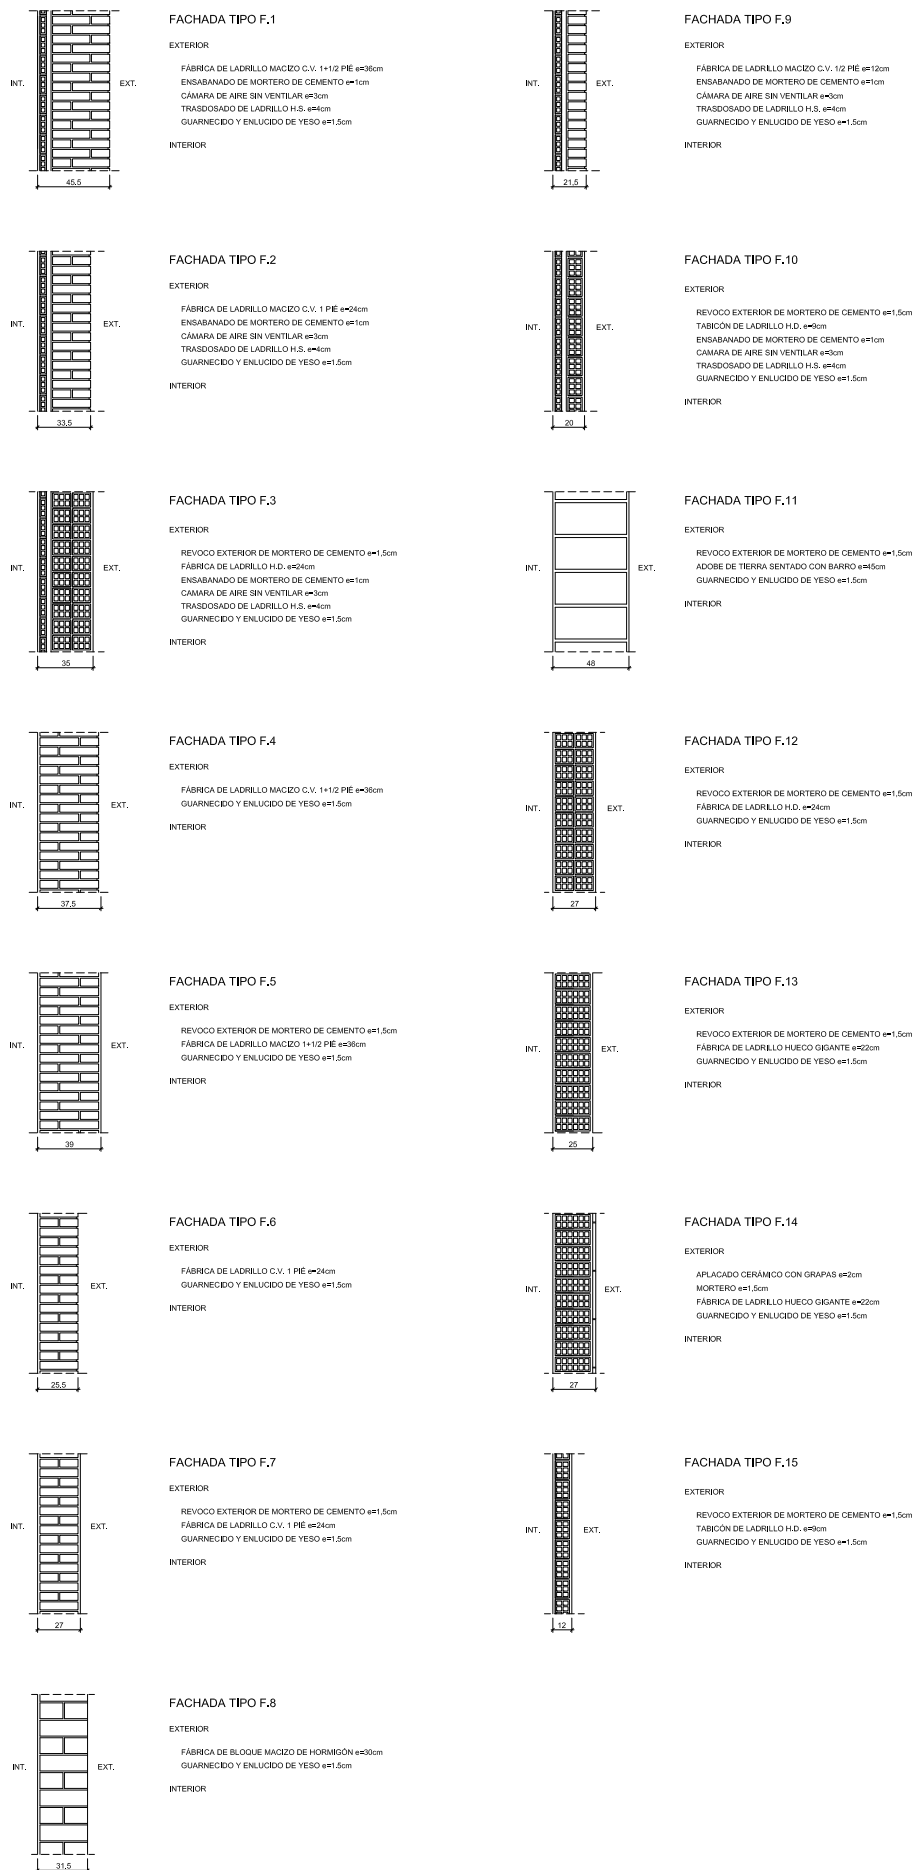 FACHADA TIPO F.1
EXTERIOR
FÁBRICA DE LADRILLO MACIZO C.V. 1+1/2 PIÉ e=36cm
ENSABANADO DE MORTERO DE CEMENTO e=1cm
CÁMARA DE AIRE SIN VENTILAR e=3cm
TRASDOSADO DE LADRILLO H.S. e=4cm
GUARNECIDO Y ENLUCIDO DE YESO e=1.5cm
INTERIOR
INT.
EXT.
45.5
FACHADA TIPO F.2
EXTERIOR
FÁBRICA DE LADRILLO MACIZO C.V. 1 PIÉ e=24cm
ENSABANADO DE MORTERO DE CEMENTO e=1cm
CÁMARA DE AIRE SIN VENTILAR e=3cm
TRASDOSADO DE LADRILLO H.S. e=4cm
GUARNECIDO Y ENLUCIDO DE YESO e=1.5cm
INTERIOR
INT.
EXT.
33,5
FACHADA TIPO F.3
EXTERIOR
REVOCO EXTERIOR DE MORTERO DE CEMENTO e=1,5cm
FÁBRICA DE LADRILLO H.D. e=24cm
ENSABANADO DE MORTERO DE CEMENTO e=1cm
CAMARA DE AIRE SIN VENTILAR e=3cm
TRASDOSADO DE LADRILLO H.S. e=4cm
GUARNECIDO Y ENLUCIDO DE YESO e=1.5cm
INTERIOR
INT.
EXT.
35
FACHADA TIPO F.4
EXTERIOR
FÁBRICA DE LADRILLO MACIZO C.V. 1+1/2 PIÉ e=36cm
GUARNECIDO Y ENLUCIDO DE YESO e=1.5cm
INTERIOR
INT.
EXT.
37.5
FACHADA TIPO F.5
EXTERIOR
REVOCO EXTERIOR DE MORTERO DE CEMENTO e=1,5cm
FÁBRICA DE LADRILLO MACIZO 1+1/2 PIÉ e=36cm
GUARNECIDO Y ENLUCIDO DE YESO e=1.5cm
INTERIOR
INT.
EXT.
39
FACHADA TIPO F.6
EXTERIOR
FÁBRICA DE LADRILLO C.V. 1 PIÉ e=24cm
GUARNECIDO Y ENLUCIDO DE YESO e=1.5cm
INTERIOR
INT.
EXT.
25.5
FACHADA TIPO F.7
EXTERIOR
REVOCO EXTERIOR DE MORTERO DE CEMENTO e=1,5cm
FÁBRICA DE LADRILLO C.V. 1 PIÉ e=24cm
GUARNECIDO Y ENLUCIDO DE YESO e=1.5cm
INTERIOR
INT.
EXT.
27
FACHADA TIPO F.8
EXTERIOR
FÁBRICA DE BLOQUE MACIZO DE HORMIGÓN e=30cm
GUARNECIDO Y ENLUCIDO DE YESO e=1.5cm
INTERIOR
INT.
EXT.
31.5
FACHADA TIPO F.9
EXTERIOR
FÁBRICA DE LADRILLO MACIZO C.V. 1/2 PIÉ e=12cm
ENSABANADO DE MORTERO DE CEMENTO e=1cm
CÁMARA DE AIRE SIN VENTILAR e=3cm
TRASDOSADO DE LADRILLO H.S. e=4cm
GUARNECIDO Y ENLUCIDO DE YESO e=1.5cm
INTERIOR
INT.
EXT.
21,5
FACHADA TIPO F.10
EXTERIOR
REVOCO EXTERIOR DE MORTERO DE CEMENTO e=1,5cm
TABICÓN DE LADRILLO H.D. e=9cm
ENSABANADO DE MORTERO DE CEMENTO e=1cm
CAMARA DE AIRE SIN VENTILAR e=3cm
TRASDOSADO DE LADRILLO H.S. e=4cm
GUARNECIDO Y ENLUCIDO DE YESO e=1.5cm
INTERIOR
INT.
EXT.
20
FACHADA TIPO F.11
EXTERIOR
REVOCO EXTERIOR DE MORTERO DE CEMENTO e=1,5cm
ADOBE DE TIERRA SENTADO CON BARRO e=45cm
GUARNECIDO Y ENLUCIDO DE YESO e=1.5cm
INTERIOR
INT.
EXT.
48
FACHADA TIPO F.12
EXTERIOR
REVOCO EXTERIOR DE MORTERO DE CEMENTO e=1,5cm
FÁBRICA DE LADRILLO H.D. e=24cm
GUARNECIDO Y ENLUCIDO DE YESO e=1.5cm
INTERIOR
INT.
EXT.
27
FACHADA TIPO F.13
EXTERIOR
REVOCO EXTERIOR DE MORTERO DE CEMENTO e=1,5cm
FÁBRICA DE LADRILLO HUECO GIGANTE e=22cm
GUARNECIDO Y ENLUCIDO DE YESO e=1.5cm
INTERIOR
INT.
EXT.
25
FACHADA TIPO F.14
EXTERIOR
APLACADO CERÁMICO CON GRAPAS e=2cm
MORTERO e=1,5cm
FÁBRICA DE LADRILLO HUECO GIGANTE e=22cm
GUARNECIDO Y ENLUCIDO DE YESO e=1.5cm
INTERIOR
INT.
EXT.
27
FACHADA TIPO F.15
EXTERIOR
REVOCO EXTERIOR DE MORTERO DE CEMENTO e=1,5cm
TABICÓN DE LADRILLO H.D. e=9cm
GUARNECIDO Y ENLUCIDO DE YESO e=1.5cm
INTERIOR
INT.
EXT.
12